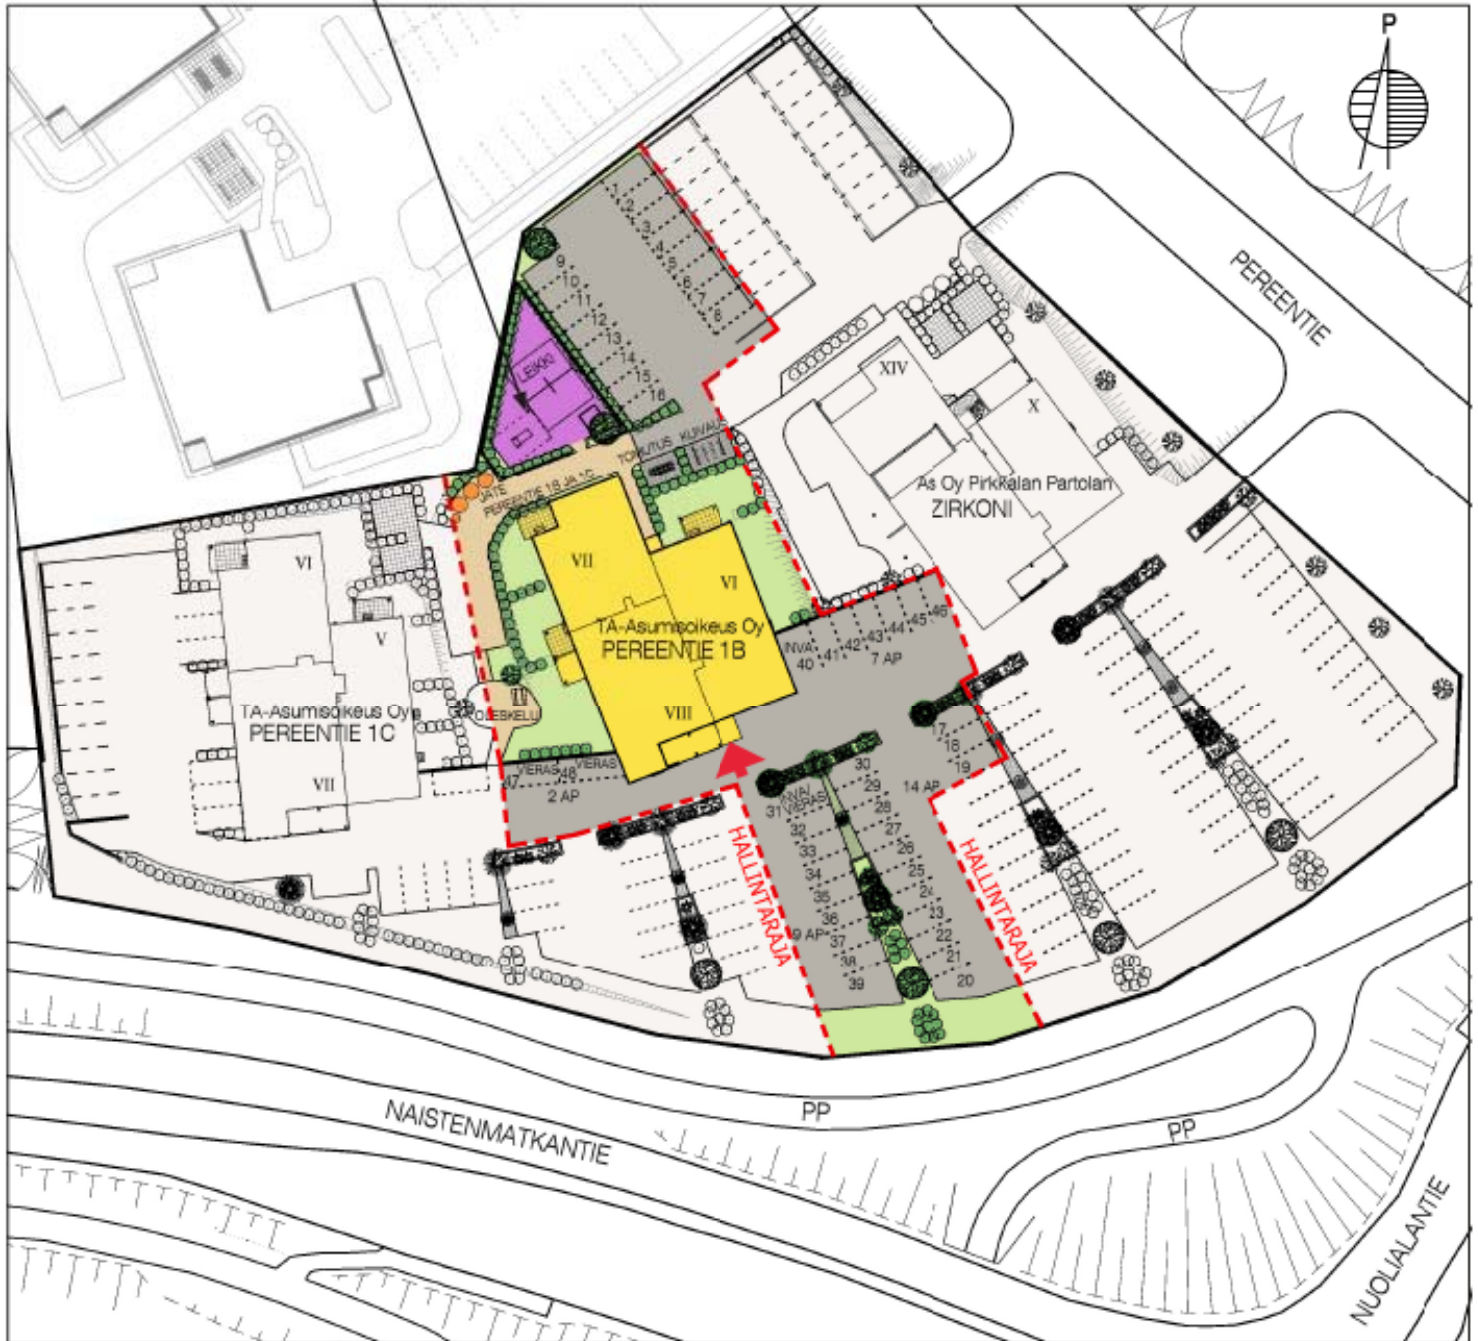 P
PEREENTIE
1
2
3
4
5
6
7
8
9
10
11
12
13
14
15
16
LEIKKI
TOMUTUS
KUIVAUS
JÄTE
PEREENTIE 1B JA 1C
XIV
X
As Oy Pirkkalan Partolan
ZIRKONI
VI
V
TA-Asumisoikeus Oy
PEREENTIE 1C
VII
VII
VI
TA-Asumisoikeus Oy
PEREENTIE 1B
VIII
OLESKELU
INVA
40
41
42
43
44
45
46
7 AP
47
VIERAS
48
VIERAS
2 AP
17
18
19
14 AP
30
29
28
27
26
25
24
23
22
21
20
INVA/
VIERAS
31
32
33
34
35
36
9 AP
37
38
39
HALLINTARAJA
HALLINTARAJA
NAISTENMATKANTIE
PP
PP
NUOLIALANTIE